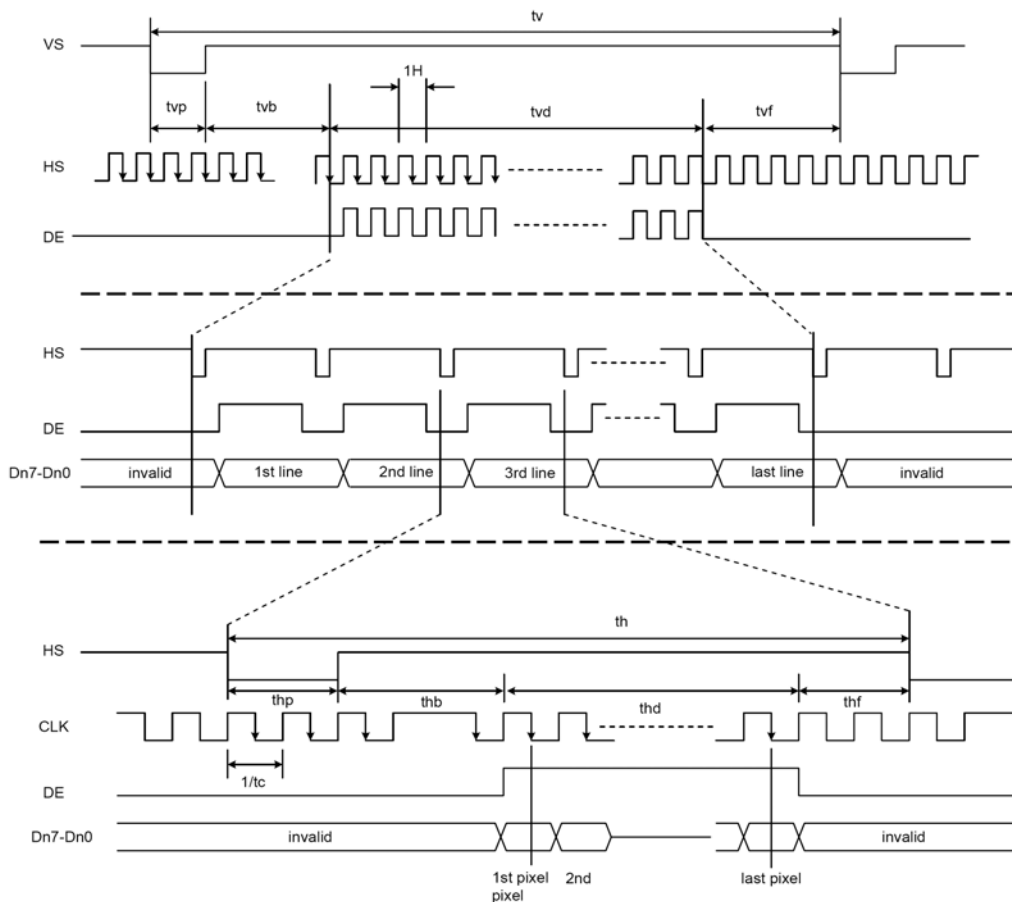 tv
VS
1H
tvp
tvb
tvd
tvf
HS
DE
HS
DE
Dn7-Dn0
invalid
1st line
2nd line
3rd line
last line
invalid
th
HS
thp
thb
thd
thf
CLK
1/tc
DE
Dn7-Dn0
invalid
invalid
1st pixel
2nd
last pixel
pixel